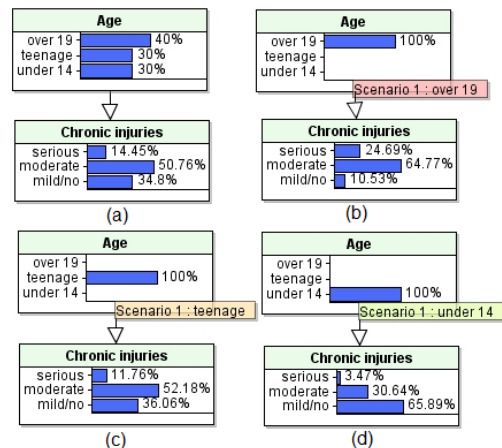 Age
over 19 40%
teenage 30%
under 14 30%
Chronic injuries
serious 14.45%
moderate 50.76%
mild/no 34.8%
(a)
Age
over 19 100%
teenage
under 14
Scenario 1 : over 19
Chronic injuries
serious 24.69%
moderate 64.77%
mild/no 10.53%
(b)
Age
over 19
teenage 100%
under 14
Scenario 1 : teenage
Chronic injuries
serious 11.76%
moderate 52.18%
mild/no 36.06%
(c)
Age
over 19
teenage
under 14 100%
Scenario 1 : under 14
Chronic injuries
serious 3.47%
moderate 30.64%
mild/no 65.89%
(d)